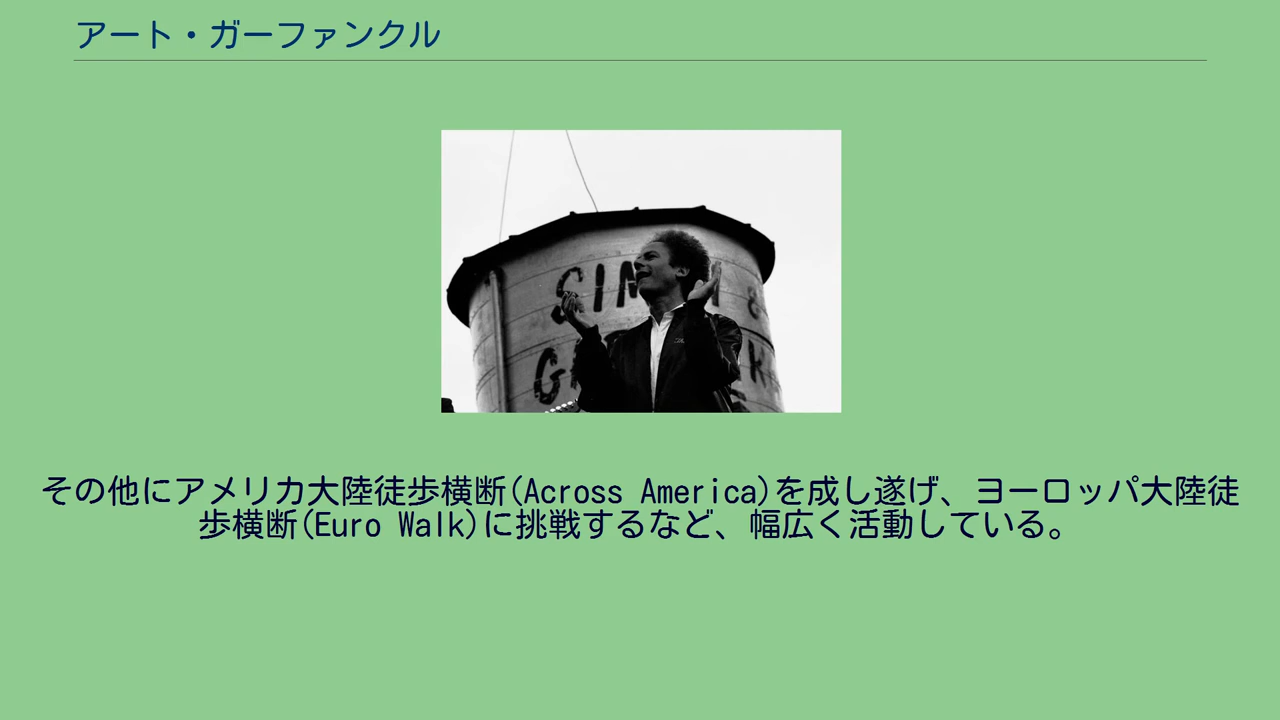 アート・ガーファンクル
SIM
&
G
K
その他にアメリカ大陸徒歩横断(Across America)を成し遂げ、ヨーロッパ大陸徒
歩横断(Euro Walk)に挑戦するなど、幅広く活動している。